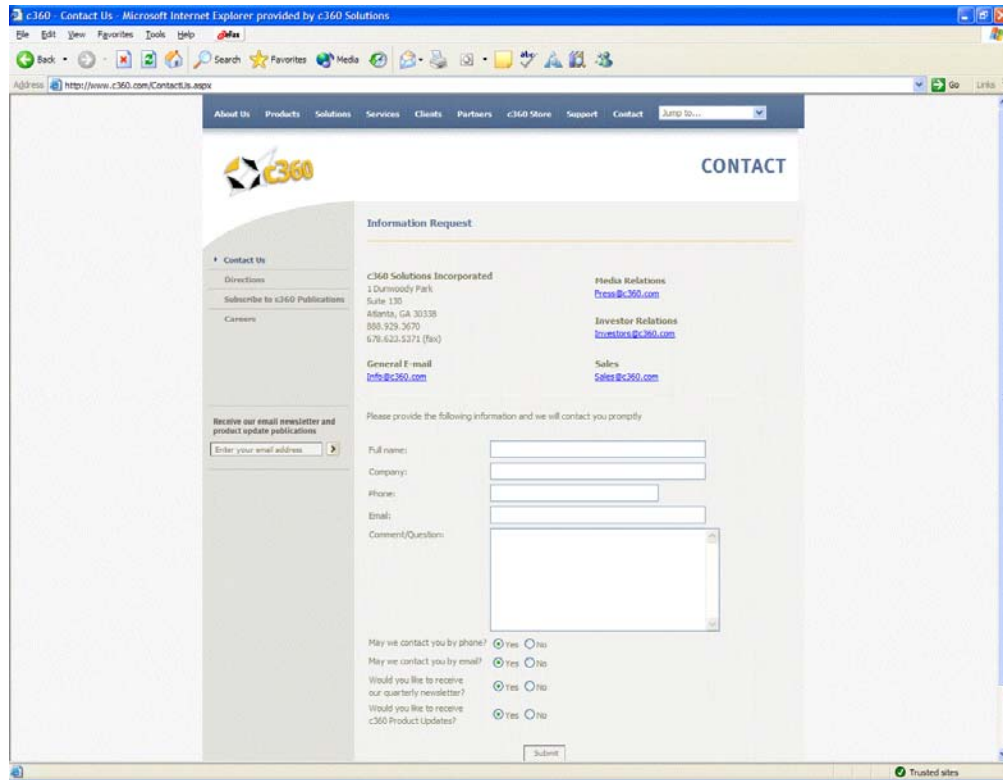 c360 - Contact Us - Microsoft Internet Explorer provided by c360 Solutions
File Edit View Favorites Tools Help
Back Search Favorites Media
Address http://www.c360.com/ContactUs.aspx Go Links
About Us Products Solutions Services Clients Partners c360 Store Support Contact Jump to...
c360
CONTACT
Information Request
Contact Us
Directions
Subscribe to c360 Publications
Careers
c360 Solutions Incorporated
1 Dunwoody Park
Suite 130
Atlanta, GA 30338
888.929.3670
678.623.5371 (fax)
General E-mail
Info@c360.com
Media Relations
Press@c360.com
Investor Relations
Investors@c360.com
Sales
Sales@c360.com
Receive our email newsletter and
product update publications
Enter your email address
Please provide the following information and we will contact you promptly
Full name:
Company:
Phone:
Email:
Comment/Question:
May we contact you by phone? Yes No
May we contact you by email? Yes No
Would you like to receive
our quarterly newsletter? Yes No
Would you like to receive
c360 Product Updates? Yes No
Submit
Trusted sites